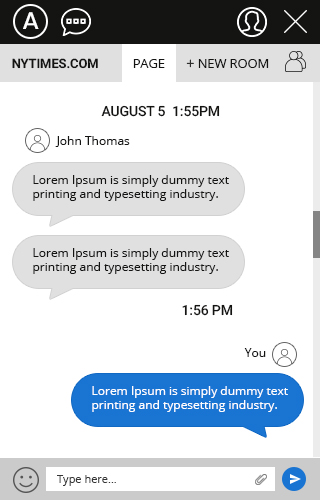 A
NYTIMES.COM PAGE + NEW ROOM
AUGUST 5 1:55PM
John Thomas
Lorem Ipsum is simply dummy text
printing and typesetting industry.
Lorem Ipsum is simply dummy text
printing and typesetting industry.
1:56 PM
You
Lorem Ipsum is simply dummy text
printing and typesetting industry.
Type here...